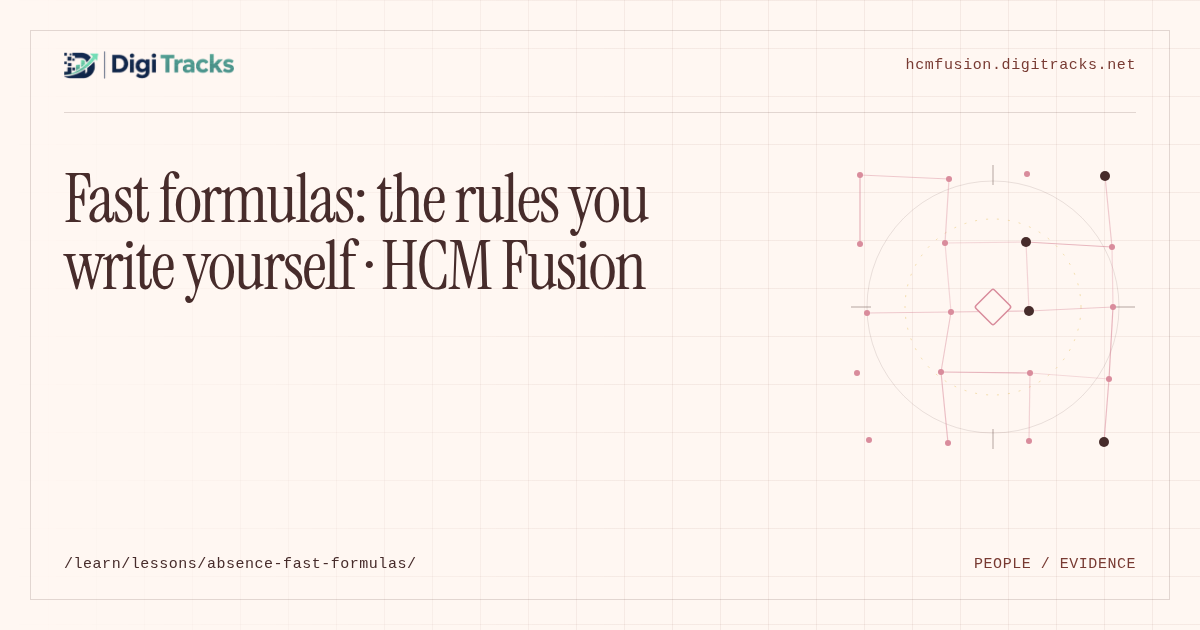 Digi Tracks
hcmfusion.digitracks.net
Fast formulas: the rules you
write yourself · HCM Fusion
/learn/lessons/absence-fast-formulas/
PEOPLE / EVIDENCE